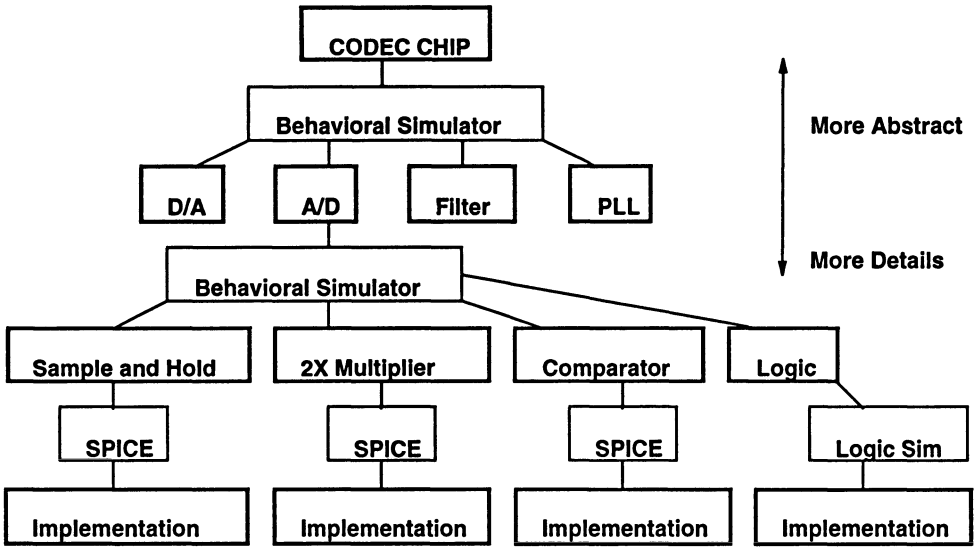 CODEC CHIP
Behavioral Simulator
More Abstract
D/A
A/D
Filter
PLL
More Details
Behavioral Simulator
Sample and Hold
2X Multiplier
Comparator
Logic
SPICE
SPICE
SPICE
Logic Sim
Implementation
Implementation
Implementation
Implementation